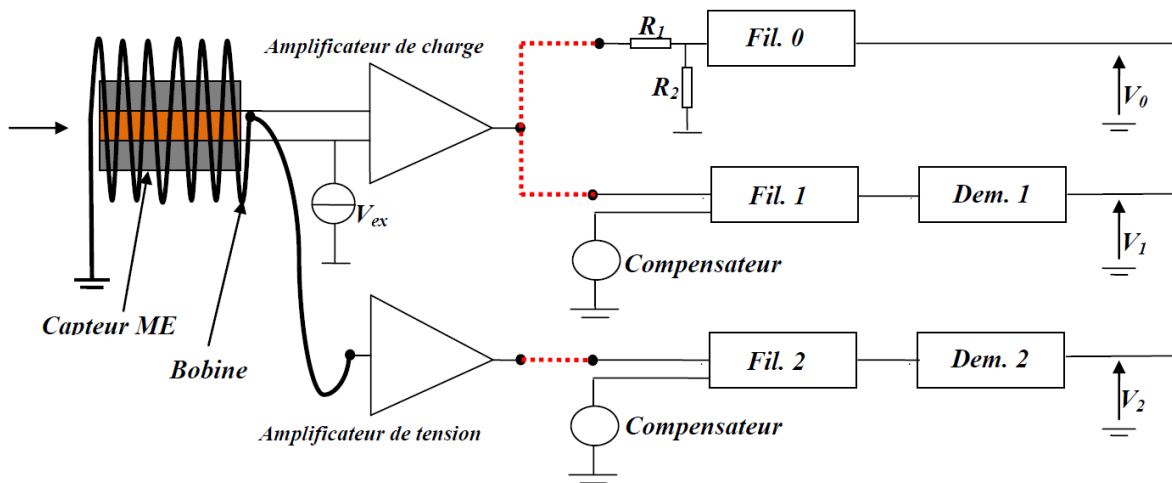 Amplificateur de charge
R1
R2
Fil. 0
V0
Vex
Fil. 1
Dem. 1
V1
Compensateur
Capteur ME
Bobine
Fil. 2
Dem. 2
V2
Compensateur
Amplificateur de tension